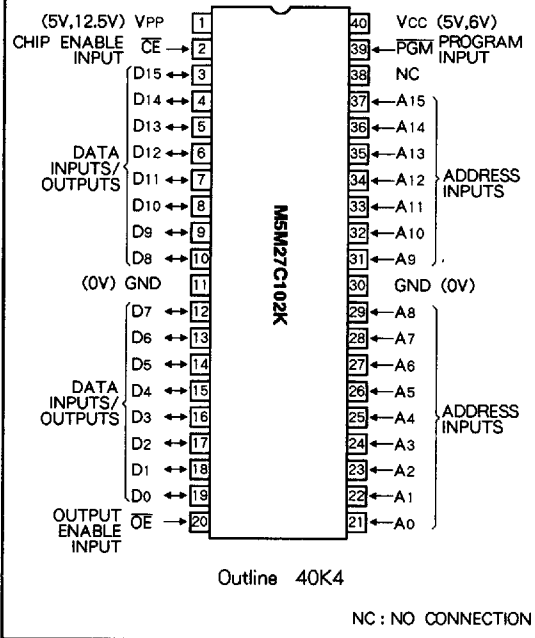 (5V,12.5V) VPP 1 40 VCC (5V,6V)
CHIP ENABLE INPUT CE 2 39 PGM PROGRAM INPUT
D15 3 38 NC
D14 4 37 A15
D13 5 36 A14
D12 6 35 A13
D11 7 34 A12
D10 8 33 A11
D9 9 32 A10
D8 10 31 A9
DATA INPUTS/ OUTPUTS
ADDRESS INPUTS
M5M27C102K
(0V) GND 11 30 GND (0V)
D7 12 29 A8
D6 13 28 A7
D5 14 27 A6
D4 15 26 A5
D3 16 25 A4
D2 17 24 A3
D1 18 23 A2
D0 19 22 A1
DATA INPUTS/ OUTPUTS
ADDRESS INPUTS
OUTPUT ENABLE INPUT OE 20 21 A0
Outline 40K4
NC : NO CONNECTION